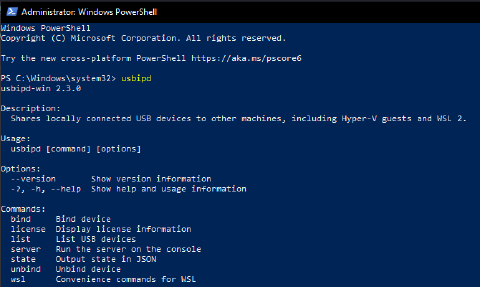 Administrator: Windows PowerShell
Windows PowerShell
Copyright (C) Microsoft Corporation. All rights reserved.
Try the new cross-platform PowerShell https://aka.ms/pscore6
PS C:\Windows\system32> usbipd
usbipd-win 2.3.0
Description:
  Shares locally connected USB devices to other machines, including Hyper-V guests and WSL 2.
Usage:
  usbipd [command] [options]
Options:
  --version       Show version information
  -?, -h, --help  Show help and usage information
Commands:
  bind     Bind device
  license  Display license information
  list     List USB devices
  server   Run the server on the console
  state    Output state in JSON
  unbind   Unbind device
  wsl      Convenience commands for WSL